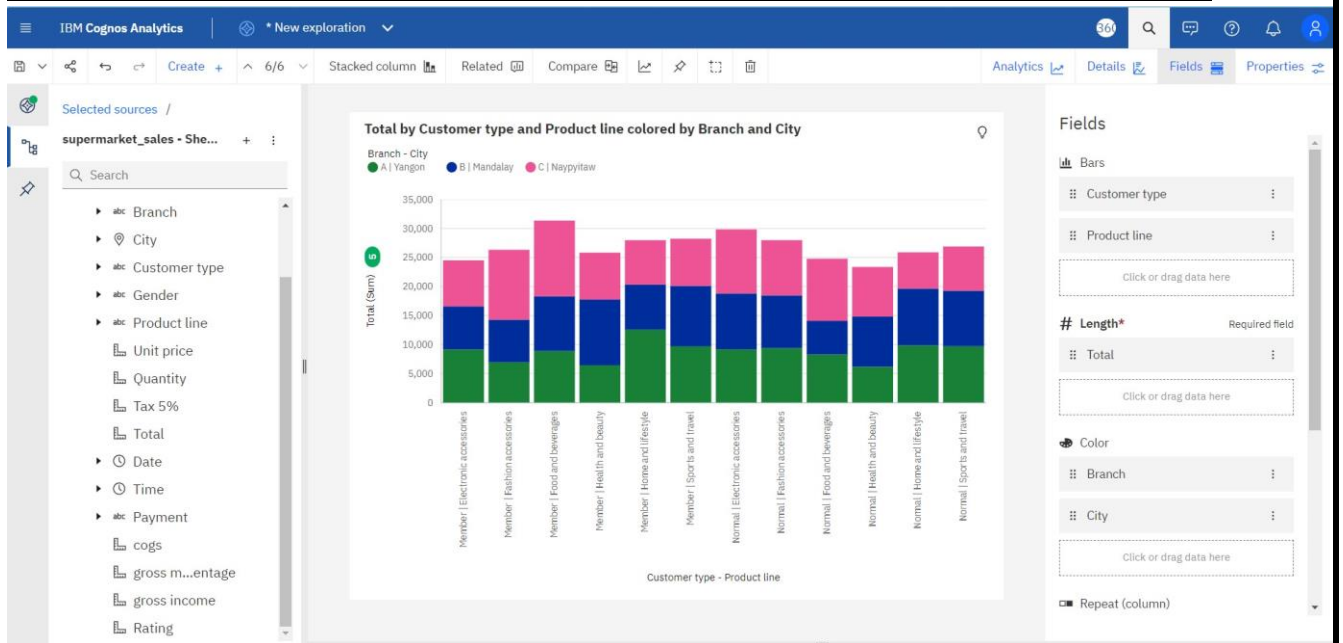 IBM Cognos Analytics
* New exploration
360
Create +
6/6
Stacked column
Related
Compare
Analytics
Details
Fields
Properties
Selected sources /
supermarket_sales - She...
Search
abc Branch
City
abc Customer type
abc Gender
abc Product line
Unit price
Quantity
Tax 5%
Total
Date
Time
abc Payment
cogs
gross m...entage
gross income
Rating
Total by Customer type and Product line colored by Branch and City
Branch - City
A | Yangon
B | Mandalay
C | Naypyitaw
35,000
30,000
25,000
20,000
15,000
10,000
5,000
0
Total (Sum)
5
Member | Electronic accessories
Member | Fashion accessories
Member | Food and beverages
Member | Health and beauty
Member | Home and lifestyle
Member | Sports and travel
Normal | Electronic accessories
Normal | Fashion accessories
Normal | Food and beverages
Normal | Health and beauty
Normal | Home and lifestyle
Normal | Sports and travel
Customer type - Product line
Fields
Bars
Customer type
Product line
Click or drag data here
# Length*
Required field
Total
Click or drag data here
Color
Branch
City
Click or drag data here
Repeat (column)